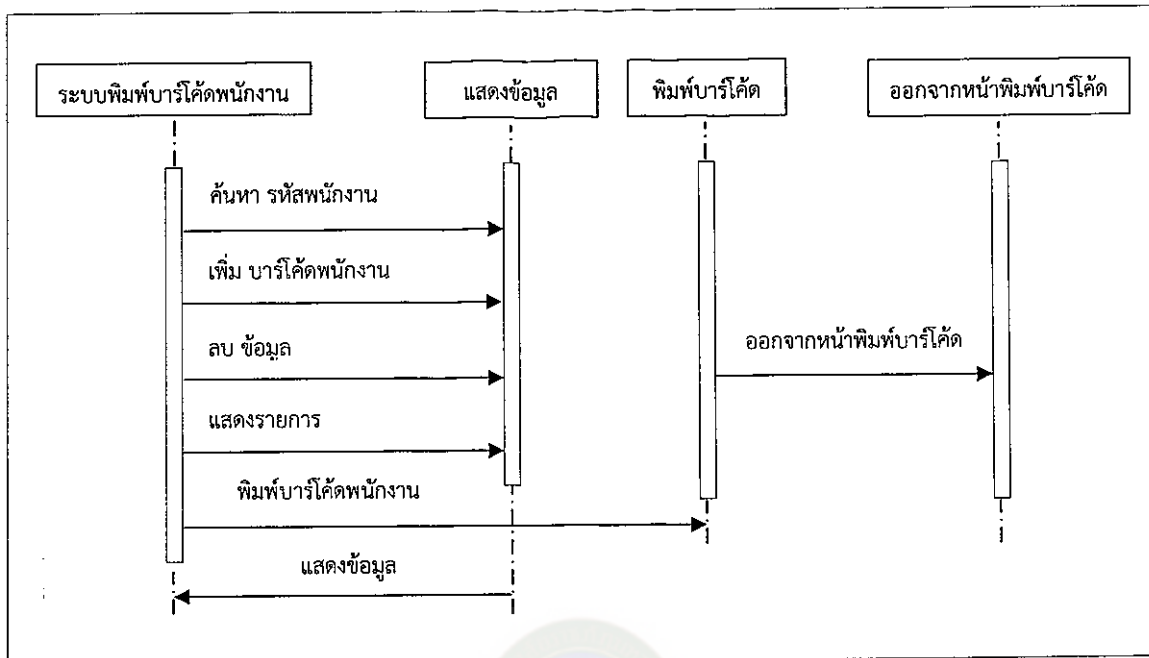 ระบบพิมพ์บาร์โค้ดพนักงาน
แสดงข้อมูล
พิมพ์บาร์โค้ด
ออกจากหน้าพิมพ์บาร์โค้ด
ค้นหา รหัสพนักงาน
เพิ่ม บาร์โค้ดพนักงาน
ลบ ข้อมูล
ออกจากหน้าพิมพ์บาร์โค้ด
แสดงรายการ
พิมพ์บาร์โค้ดพนักงาน
แสดงข้อมูล